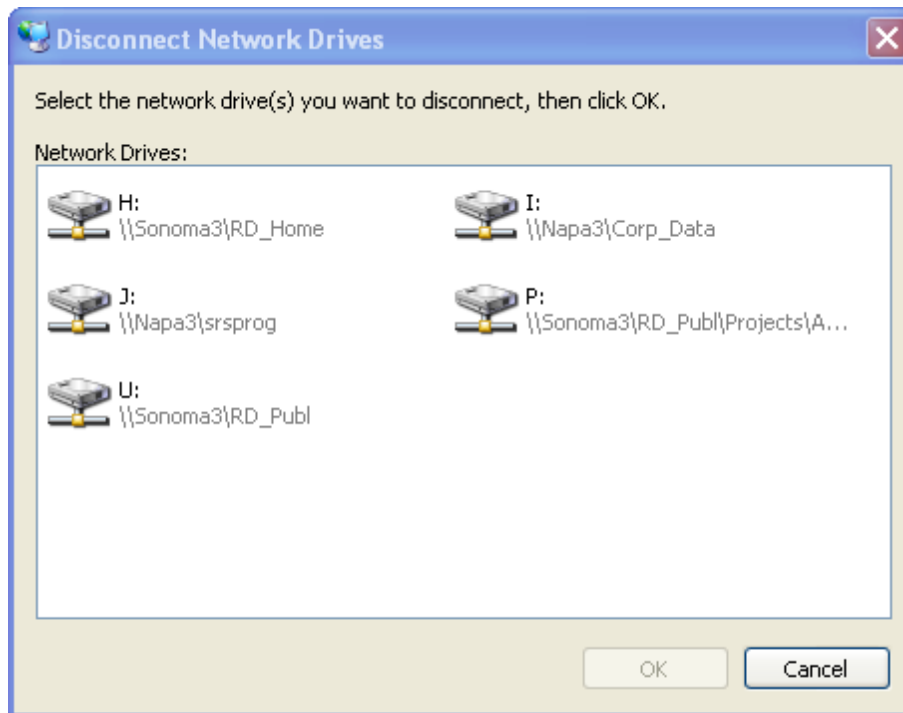 Disconnect Network Drives
Select the network drive(s) you want to disconnect, then click OK.
Network Drives:
H:
\\Sonoma3\RD_Home
I:
\\Napa3\Corp_Data
J:
\\Napa3\srsprog
P:
\\Sonoma3\RD_Publ\Projects\A...
U:
\\Sonoma3\RD_Publ
OK
Cancel